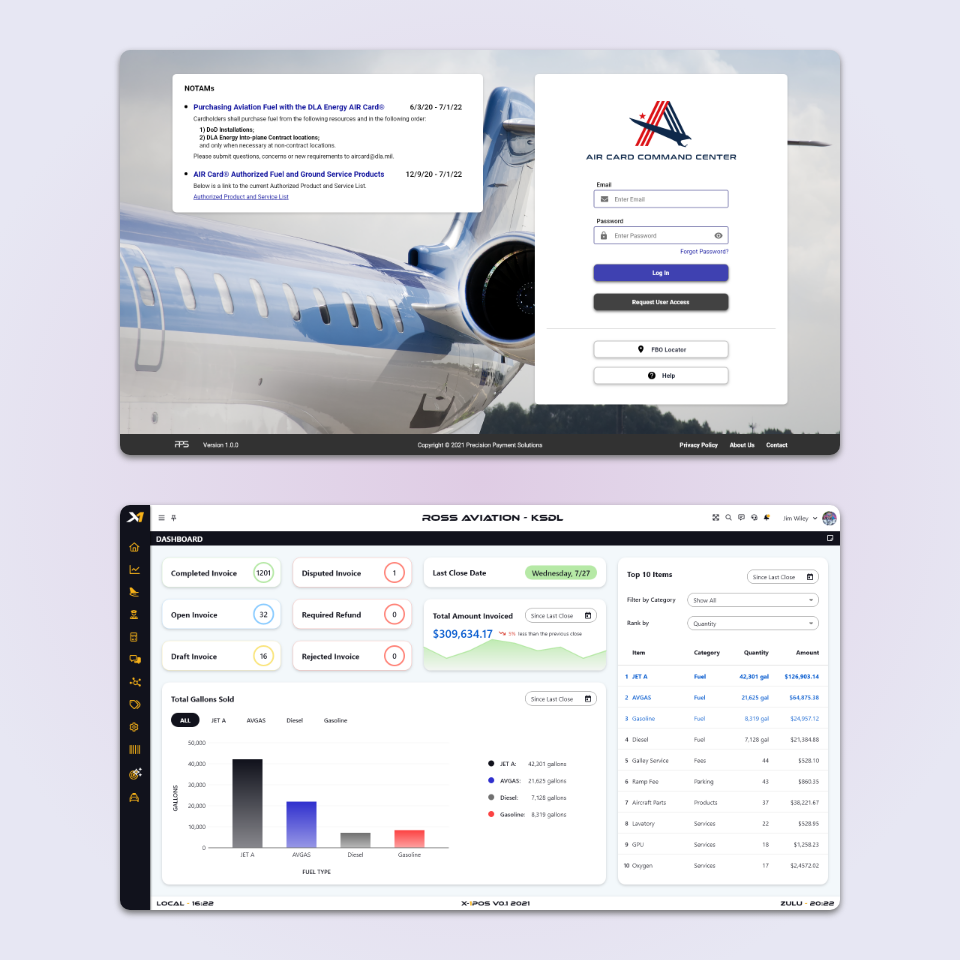 NOTAMs
Purchasing Aviation Fuel with the DLA Energy AIR Card® 6/3/20 - 7/1/22
Cardholders shall purchase fuel from the following resources and in the following order:
1) DoD Installations;
2) DLA Energy Into-plane Contract locations;
and only when necessary at non-contract locations.
Please submit questions, concerns or new requirements to aircard@dla.mil.
AIR Card® Authorized Fuel and Ground Service Products 12/9/20 - 7/1/22
Below is a link to the current Authorized Product and Service List.
Authorized Product and Service List
AIR CARD COMMAND CENTER
Email
Enter Email
Password
Enter Password
Forgot Password?
Log In
Request User Access
FBO Locator
Help
PPS Version 1.0.0 Copyright © 2021 Precision Payment Solutions Privacy Policy About Us Contact
X1 ROSS AVIATION - KSDL Jim Wiley
DASHBOARD
Completed Invoice 1201
Disputed Invoice 1
Last Close Date Wednesday, 7/27
Open Invoice 32
Required Refund 0
Draft Invoice 16
Rejected Invoice 0
Total Amount Invoiced Since Last Close
$309,634.17 5% less than the previous close
Total Gallons Sold Since Last Close
ALL JET A AVGAS Diesel Gasoline
50,000
40,000
30,000
20,000
10,000
0
GALLONS
JET A AVGAS Diesel Gasoline
FUEL TYPE
JET A: 42,301 gallons
AVGAS: 21,625 gallons
Diesel: 7,128 gallons
Gasoline: 8,319 gallons
Top 10 Items Since Last Close
Filter by Category Show All
Rank by Quantity
Item Category Quantity Amount
1 JET A Fuel 42,301 gal $126,903.14
2 AVGAS Fuel 21,625 gal $64,875.38
3 Gasoline Fuel 8,319 gal $24,957.12
4 Diesel Fuel 7,128 gal $21,384.88
5 Galley Service Fees 44 $528.10
6 Ramp Fee Parking 43 $860.35
7 Aircraft Parts Products 37 $38,221.67
8 Lavatory Services 22 $528.95
9 GPU Services 18 $1,258.23
10 Oxygen Services 17 $2,4572.02
LOCAL - 16:22 X-1POS V0.1 2021 ZULU - 20:22